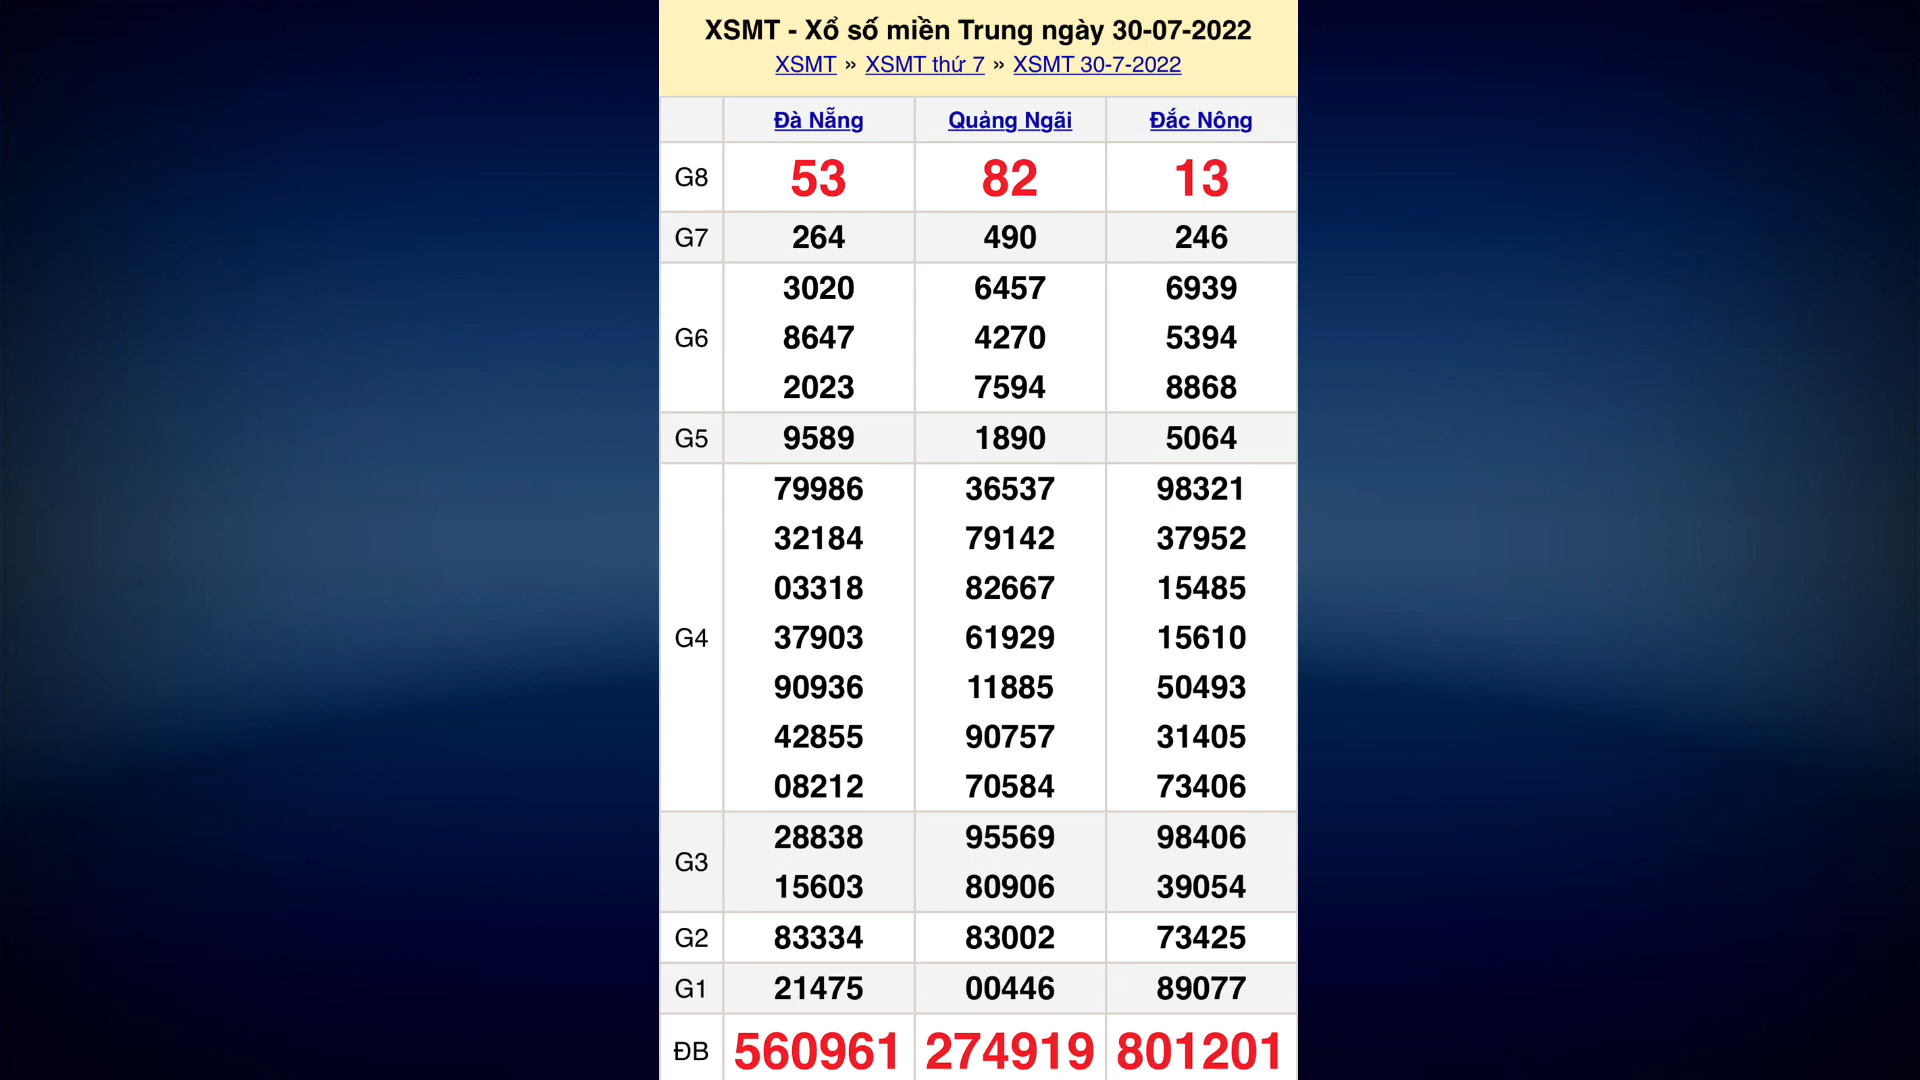 XSMT - Xổ số miền Trung ngày 30-07-2022
XSMT » XSMT thứ 7 » XSMT 30-7-2022
Đà Nẵng Quảng Ngãi Đắc Nông
G8 53 82 13
G7 264 490 246
3020 6457 6939
G6 8647 4270 5394
2023 7594 8868
G5 9589 1890 5064
79986 36537 98321
32184 79142 37952
03318 82667 15485
G4 37903 61929 15610
90936 11885 50493
42855 90757 31405
08212 70584 73406
G3 28838 95569 98406
15603 80906 39054
G2 83334 83002 73425
G1 21475 00446 89077
ĐB 560961 274919 801201